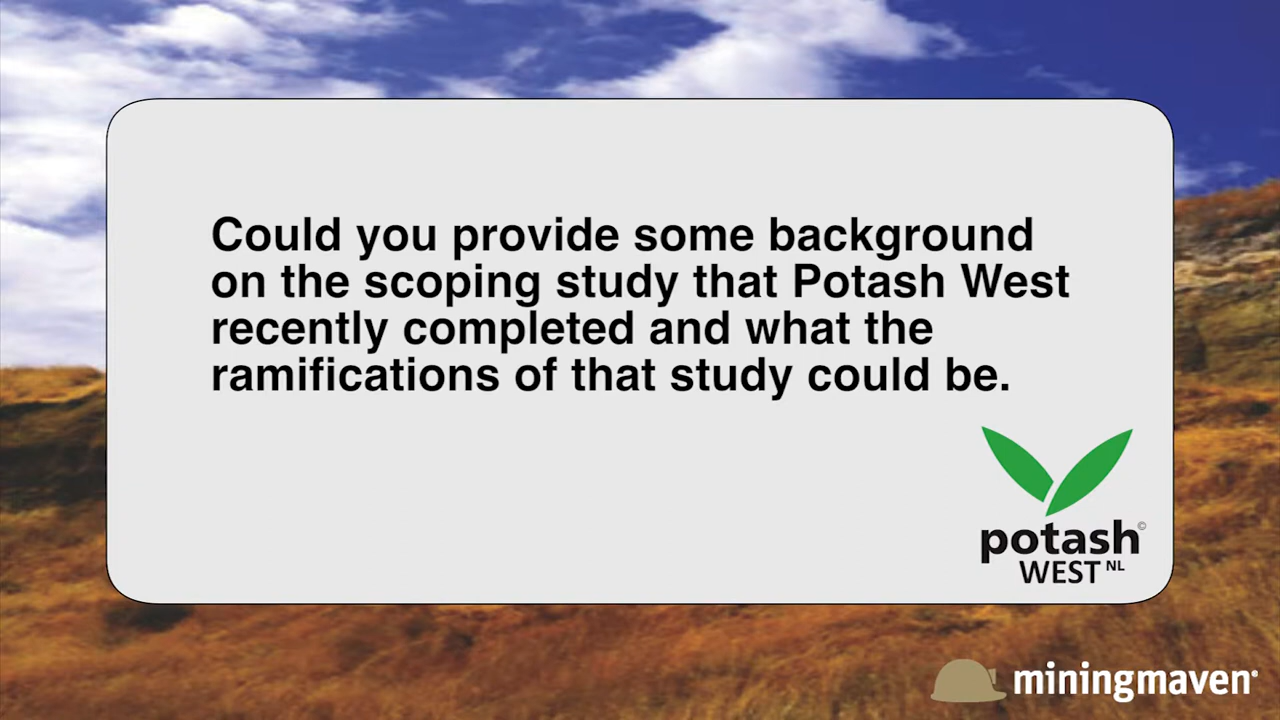 Could you provide some background
on the scoping study that Potash West
recently completed and what the
ramifications of that study could be.
potash©
WEST NL
miningmaven